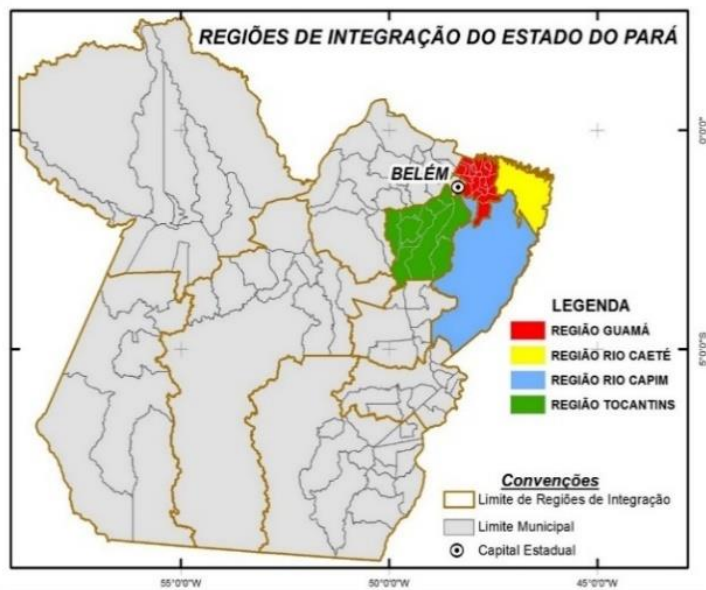 REGIÕES DE INTEGRAÇÃO DO ESTADO DO PARÁ
0°0'0"
BELÉM
LEGENDA
REGIÃO GUAMÁ
REGIÃO RIO CAETÉ
REGIÃO RIO CAPIM
REGIÃO TOCANTINS
5°0'0"S
Convenções
Limite de Regiões de Integração
Limite Municipal
Capital Estadual
55°0'0"W 50°0'0"W 45°0'0"W